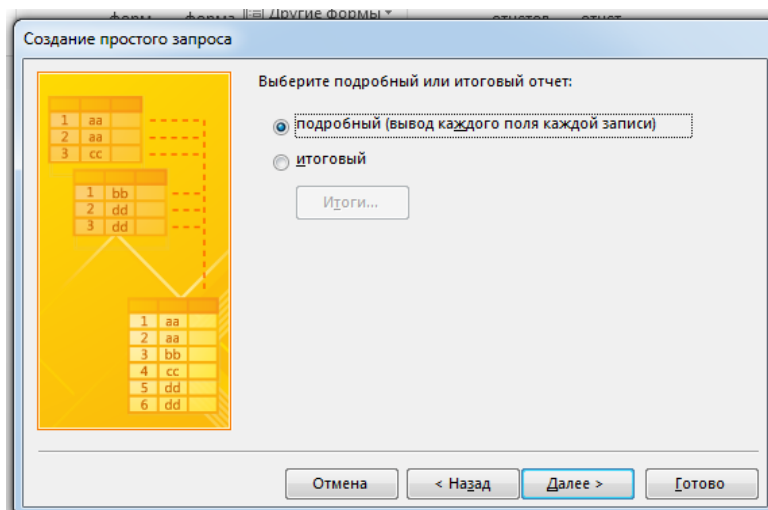 Другие формы
Создание простого запроса
Выберите подробный или итоговый отчет:
подробный (вывод каждого поля каждой записи)
итоговый
Итоги...
1 aa
2 aa
3 cc
1 bb
2 dd
3 dd
1 aa
2 aa
3 bb
4 cc
5 dd
6 dd
Отмена
< Назад
Далее >
Готово